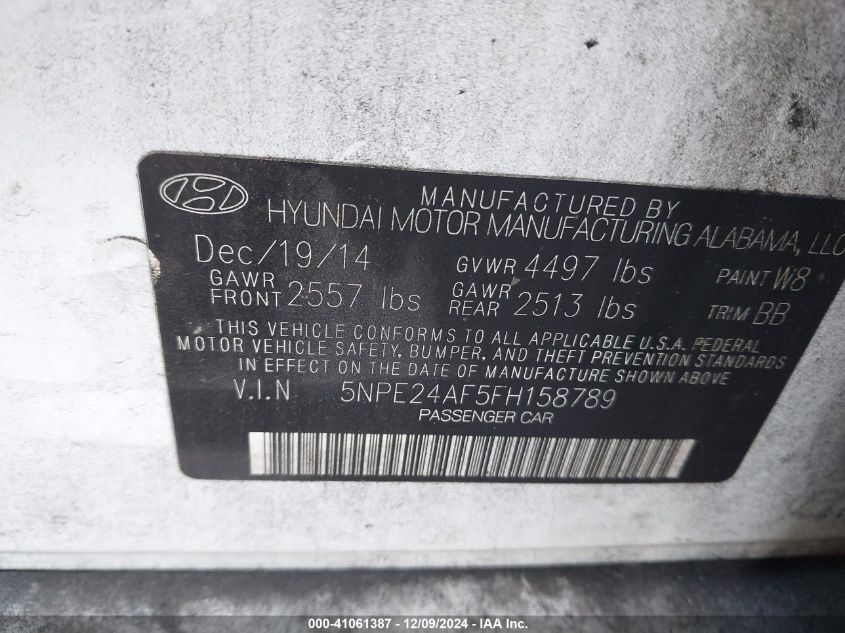 MANUFACTURED BY
HYUNDAI MOTOR MANUFACTURING ALABAMA, LLC
Dec/19/14 GVWR 4497 lbs PAINT W8
GAWR FRONT 2557 lbs GAWR REAR 2513 lbs TRIM BB
THIS VEHICLE CONFORMS TO ALL APPLICABLE U.S.A. FEDERAL
MOTOR VEHICLE SAFETY, BUMPER, AND THEFT PREVENTION STANDARDS
IN EFFECT ON THE DATE OF MANUFACTURE SHOWN ABOVE
V.I.N 5NPE24AF5FH158789
PASSENGER CAR
000-41061387 - 12/09/2024 - IAA Inc.